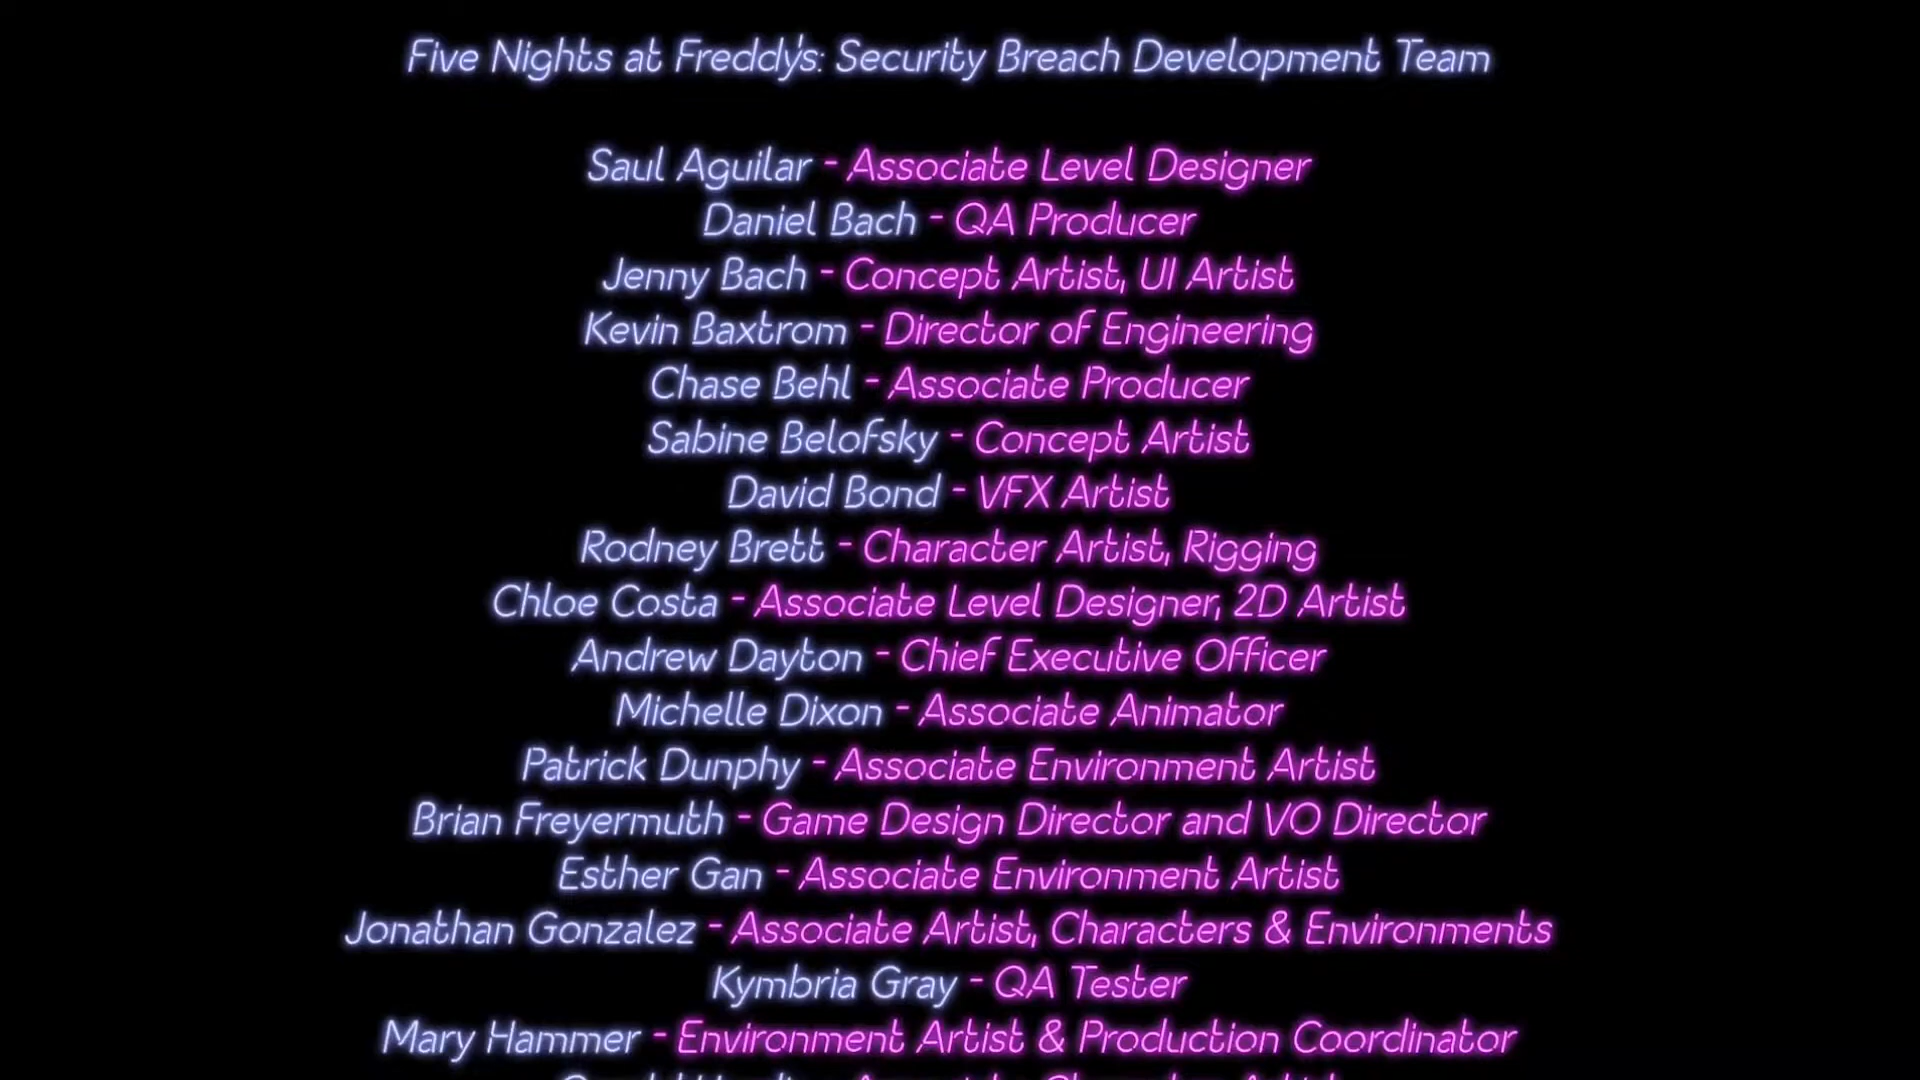 Five Nights at Freddy's: Security Breach Development Team
Saul Aguilar - Associate Level Designer
Daniel Bach - QA Producer
Jenny Bach - Concept Artist, UI Artist
Kevin Baxtrom - Director of Engineering
Chase Behl - Associate Producer
Sabine Belofsky - Concept Artist
David Bond - VFX Artist
Rodney Brett - Character Artist, Rigging
Chloe Costa - Associate Level Designer, 2D Artist
Andrew Dayton - Chief Executive Officer
Michelle Dixon - Associate Animator
Patrick Dunphy - Associate Environment Artist
Brian Freyermuth - Game Design Director and VO Director
Esther Gan - Associate Environment Artist
Jonathan Gonzalez - Associate Artist, Characters & Environments
Kymbria Gray - QA Tester
Mary Hammer - Environment Artist & Production Coordinator